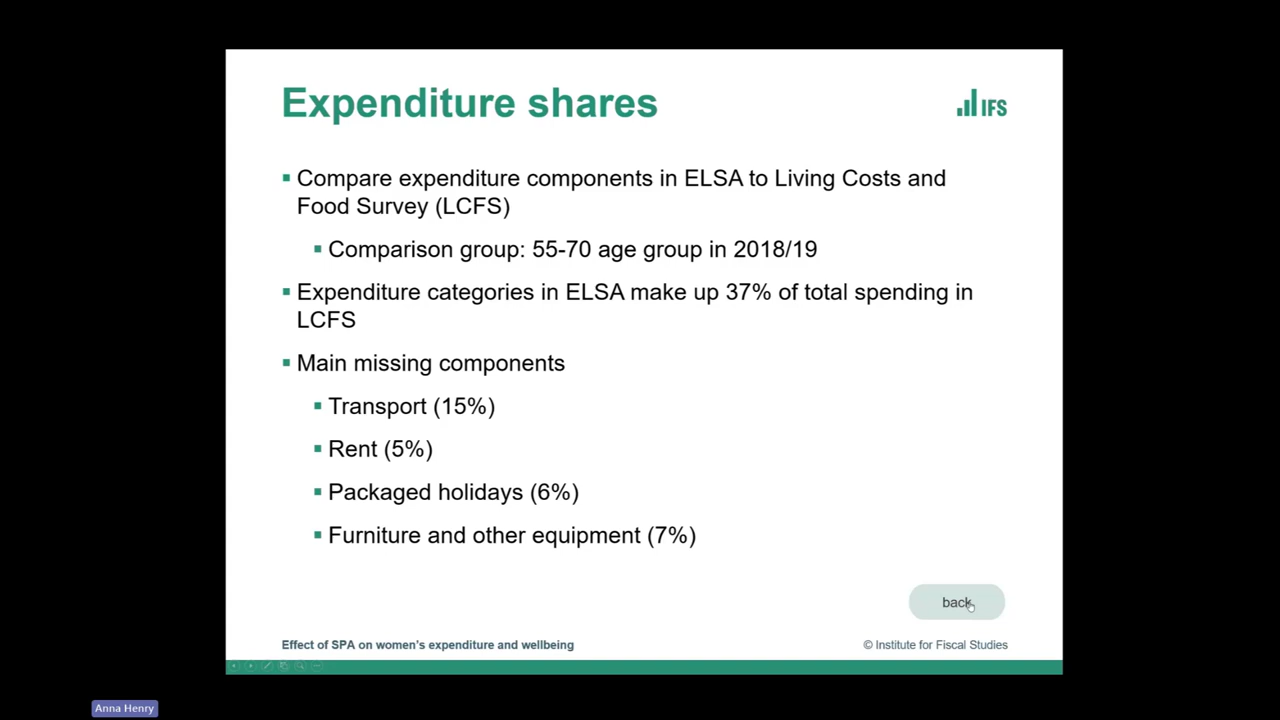 Expenditure shares
IFS
Compare expenditure components in ELSA to Living Costs and
Food Survey (LCFS)
Comparison group: 55-70 age group in 2018/19
Expenditure categories in ELSA make up 37% of total spending in
LCFS
Main missing components
Transport (15%)
Rent (5%)
Packaged holidays (6%)
Furniture and other equipment (7%)
back
Effect of SPA on women's expenditure and wellbeing
© Institute for Fiscal Studies
Anna Henry